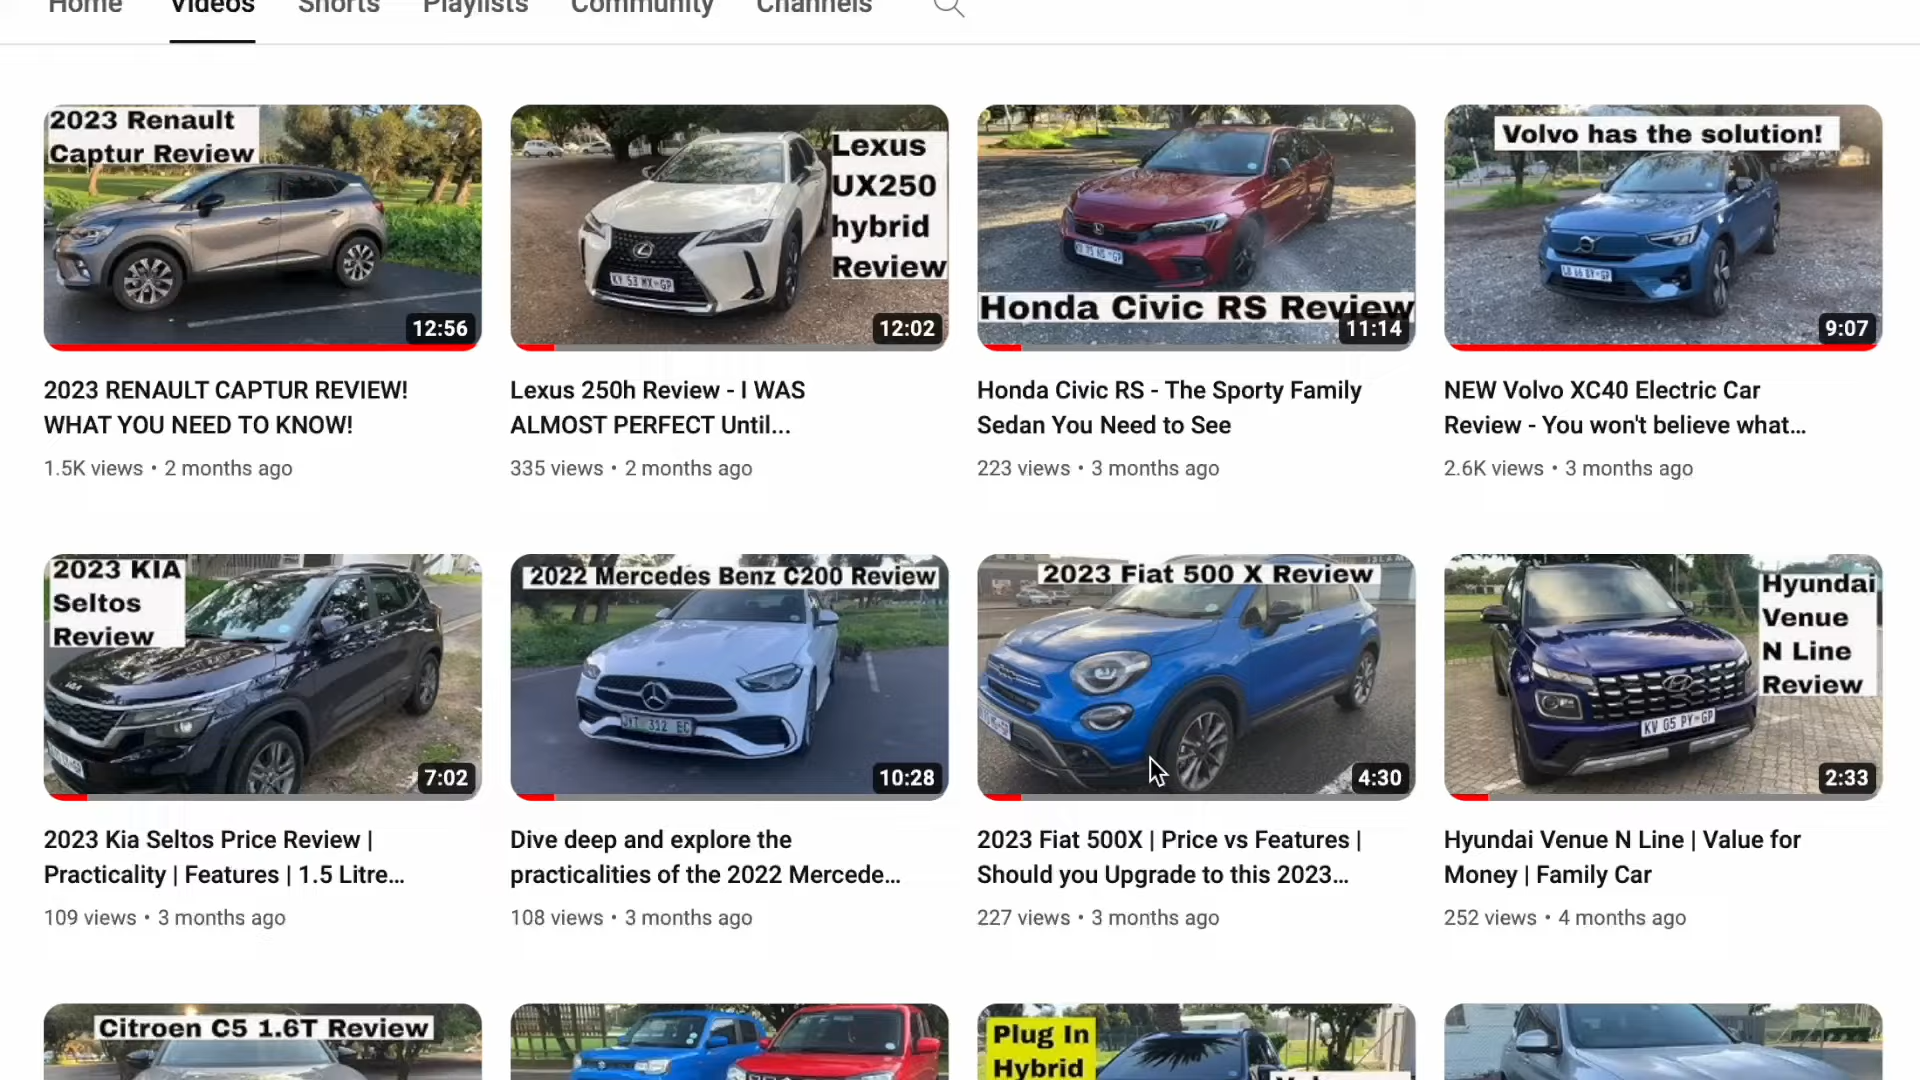 Home Videos Shorts Playlists Community Channels
2023 Renault
Captur Review
12:56
2023 RENAULT CAPTUR REVIEW!
WHAT YOU NEED TO KNOW!
1.5K views • 2 months ago
Lexus
UX250
hybrid
Review
KY 53 MX-GP
12:02
Lexus 250h Review - I WAS
ALMOST PERFECT Until...
335 views • 2 months ago
Honda Civic RS Review
11:14
Honda Civic RS - The Sporty Family
Sedan You Need to See
223 views • 3 months ago
Volvo has the solution!
9:07
NEW Volvo XC40 Electric Car
Review - You won't believe what...
2.6K views • 3 months ago
2023 KIA
Seltos
Review
7:02
2023 Kia Seltos Price Review |
Practicality | Features | 1.5 Litre...
109 views • 3 months ago
2022 Mercedes Benz C200 Review
10:28
Dive deep and explore the
practicalities of the 2022 Mercede...
108 views • 3 months ago
2023 Fiat 500 X Review
4:30
2023 Fiat 500X | Price vs Features |
Should you Upgrade to this 2023...
227 views • 3 months ago
Hyundai
Venue
N Line
Review
KV 05 PY-GP
2:33
Hyundai Venue N Line | Value for
Money | Family Car
252 views • 4 months ago
Citroen C5 1.6T Review
Plug In
Hybrid